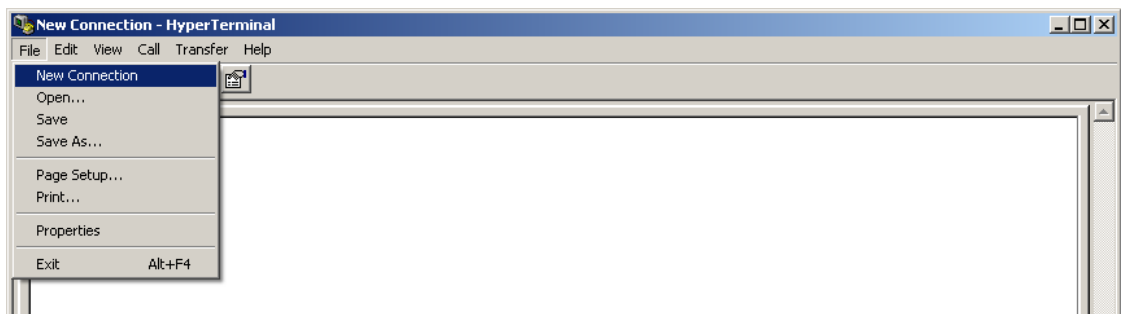 New Connection - HyperTerminal
File Edit View Call Transfer Help
New Connection
Open...
Save
Save As...
Page Setup...
Print...
Properties
Exit Alt+F4